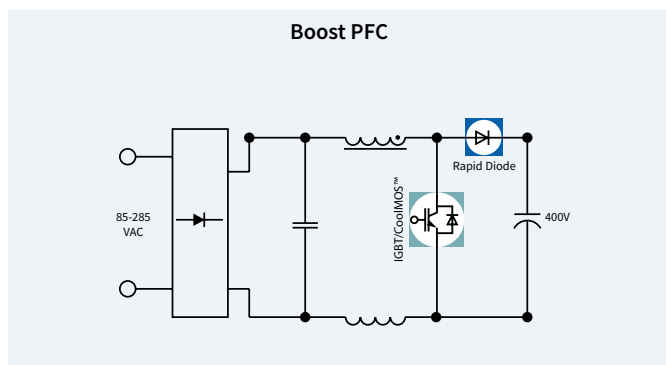 Boost PFC
Rapid Diode
IGBT/CoolMOS™
85-285
VAC
400V